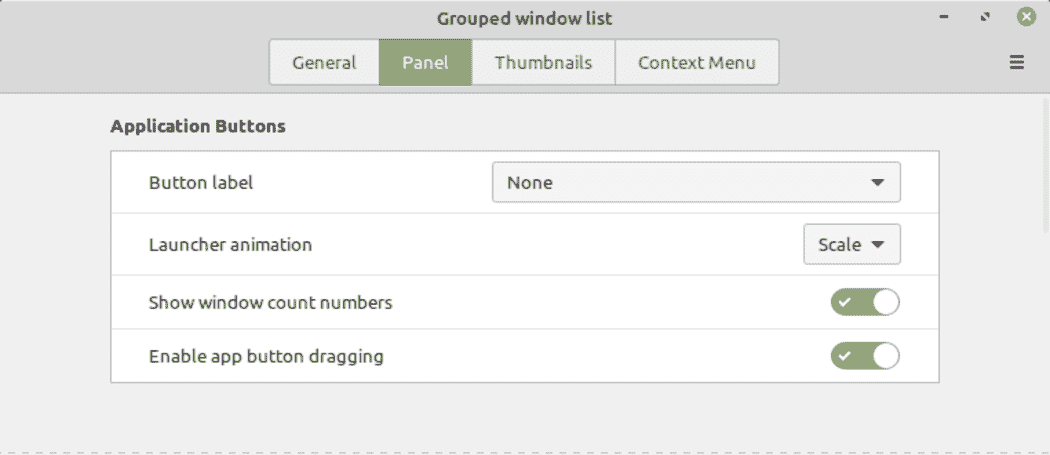 Grouped window list
General Panel Thumbnails Context Menu
Application Buttons
Button label None
Launcher animation Scale
Show window count numbers
Enable app button dragging